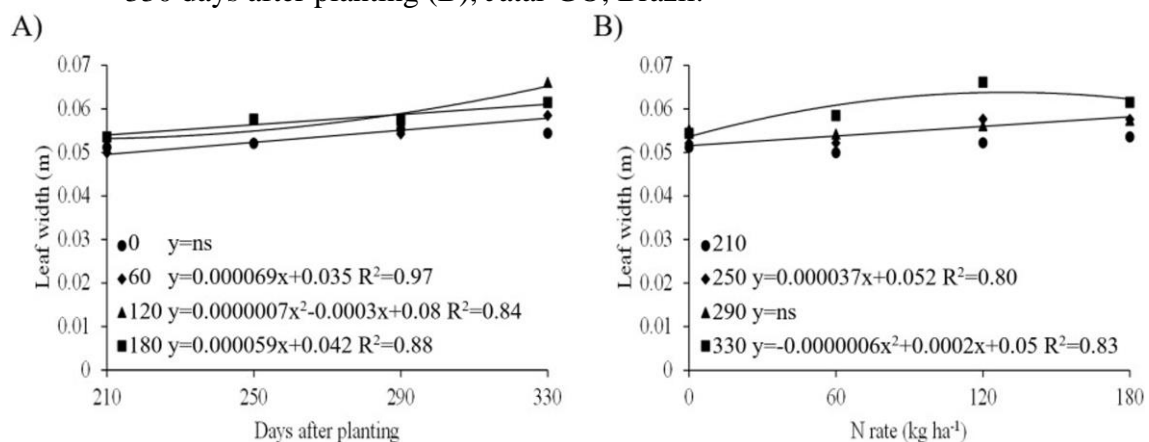 330 days after planting (B), Jataí-GO, Brazil.
A)
0.07
0.06
0.05
0.04
0.03
0.02
0.01
0
Leaf width (m)
●0 y=ns
◆60 y=0.000069x+0.035 R²=0.97
▲120 y=0.0000007x²-0.0003x+0.08 R²=0.84
■180 y=0.000059x+0.042 R²=0.88
210 250 290 330
Days after planting
B)
0.07
0.06
0.05
0.04
0.03
0.02
0.01
0
Leaf width (m)
●210
◆250 y=0.000037x+0.052 R²=0.80
▲290 y=ns
■330 y=-0.0000006x²+0.0002x+0.05 R²=0.83
0 60 120 180
N rate (kg ha⁻¹)